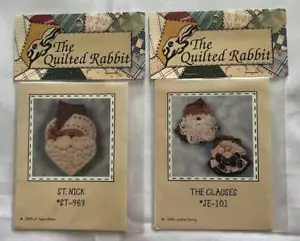 The
Quilted Rabbit
ST. NICK
*ST-969
The
Quilted Rabbit
THE CLAUSES
*JE-101